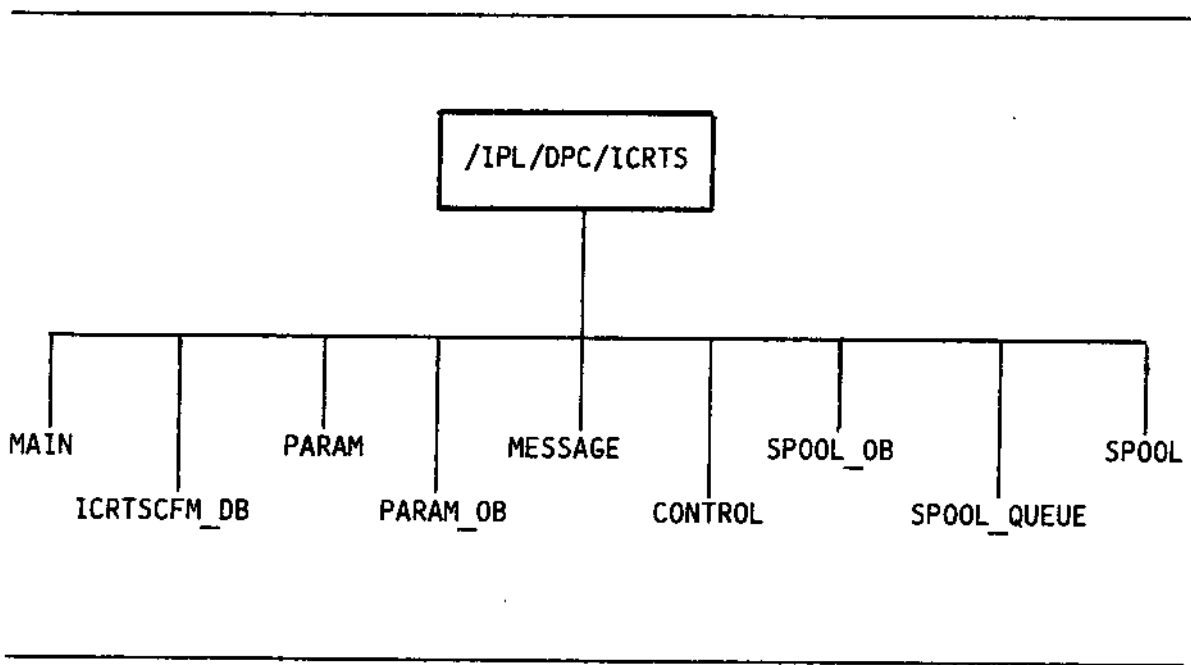 /IPL/DPC/ICRTS
MAIN PARAM MESSAGE SPOOL_OB SPOOL
ICRTSCFM_DB PARAM_OB CONTROL SPOOL_QUEUE